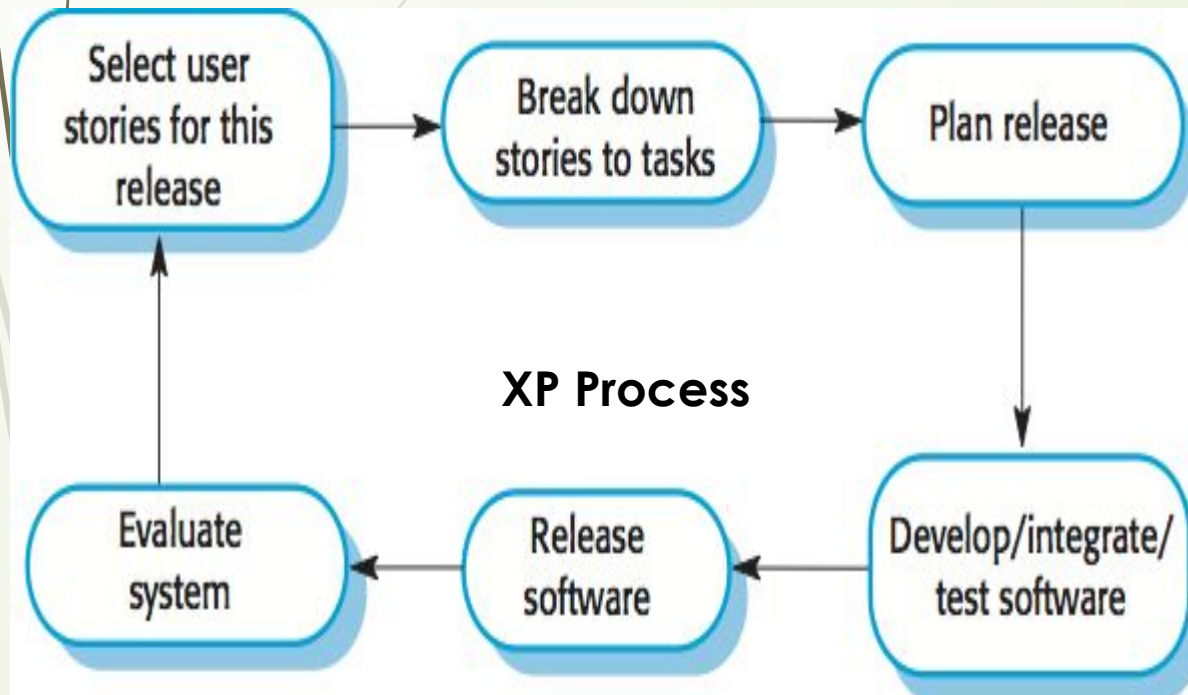 Select user
stories for this
release
Break down
stories to tasks
Plan release
XP Process
Evaluate
system
Release
software
Develop/integrate/
test software